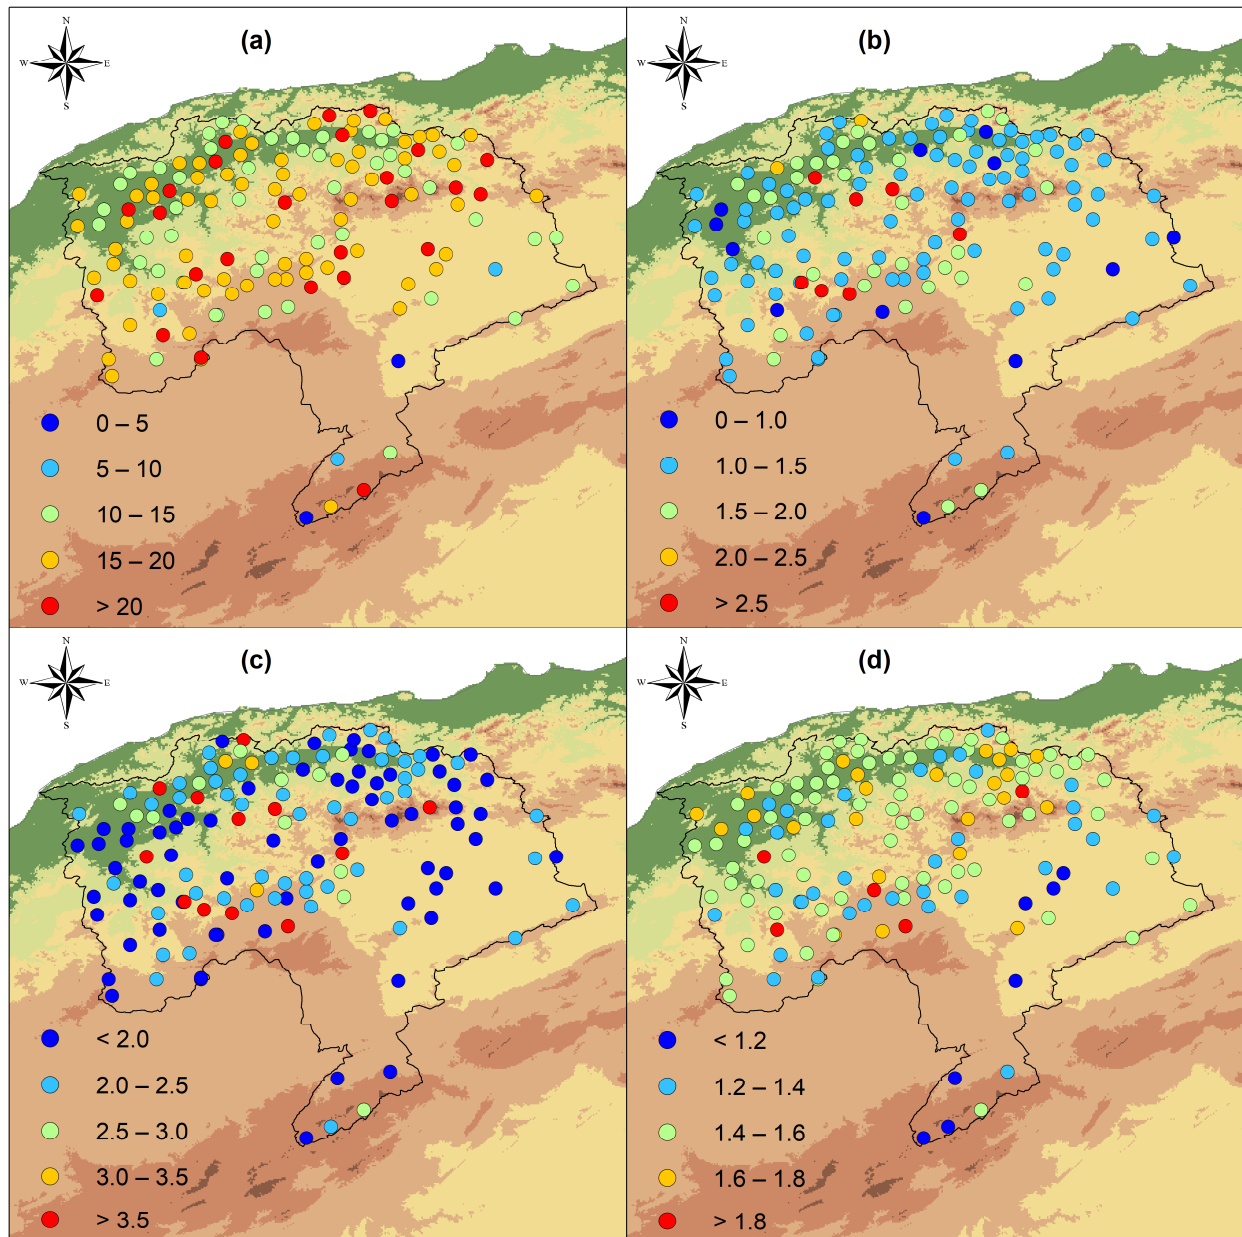 (a)
N
W
E
S
0 – 5
5 – 10
10 – 15
15 – 20
> 20
(b)
N
W
E
S
0 – 1.0
1.0 – 1.5
1.5 – 2.0
2.0 – 2.5
> 2.5
(c)
N
W
E
S
< 2.0
2.0 – 2.5
2.5 – 3.0
3.0 – 3.5
> 3.5
(d)
N
W
E
S
< 1.2
1.2 – 1.4
1.4 – 1.6
1.6 – 1.8
> 1.8